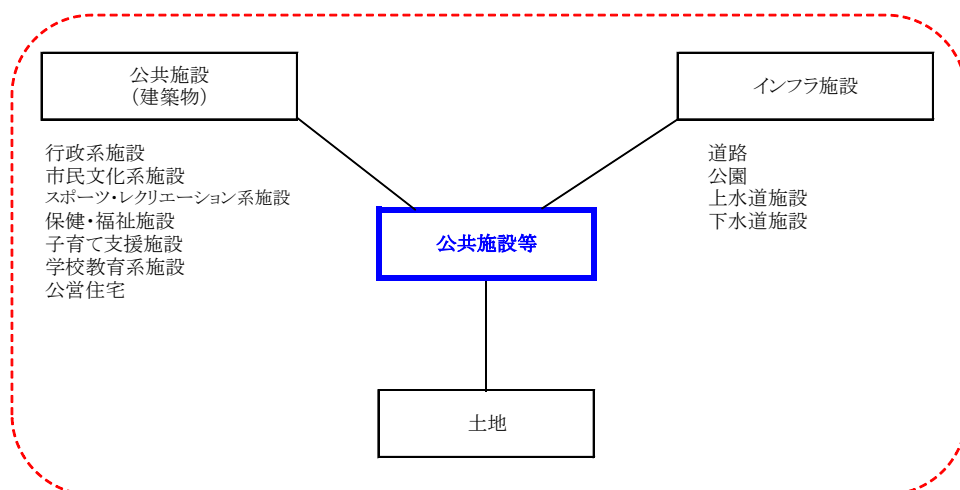 公共施設
（建築物）
行政系施設
市民文化系施設
スポーツ・レクリエーション系施設
保健・福祉施設
子育て支援施設
学校教育系施設
公営住宅
インフラ施設
道路
公園
上水道施設
下水道施設
公共施設等
土地